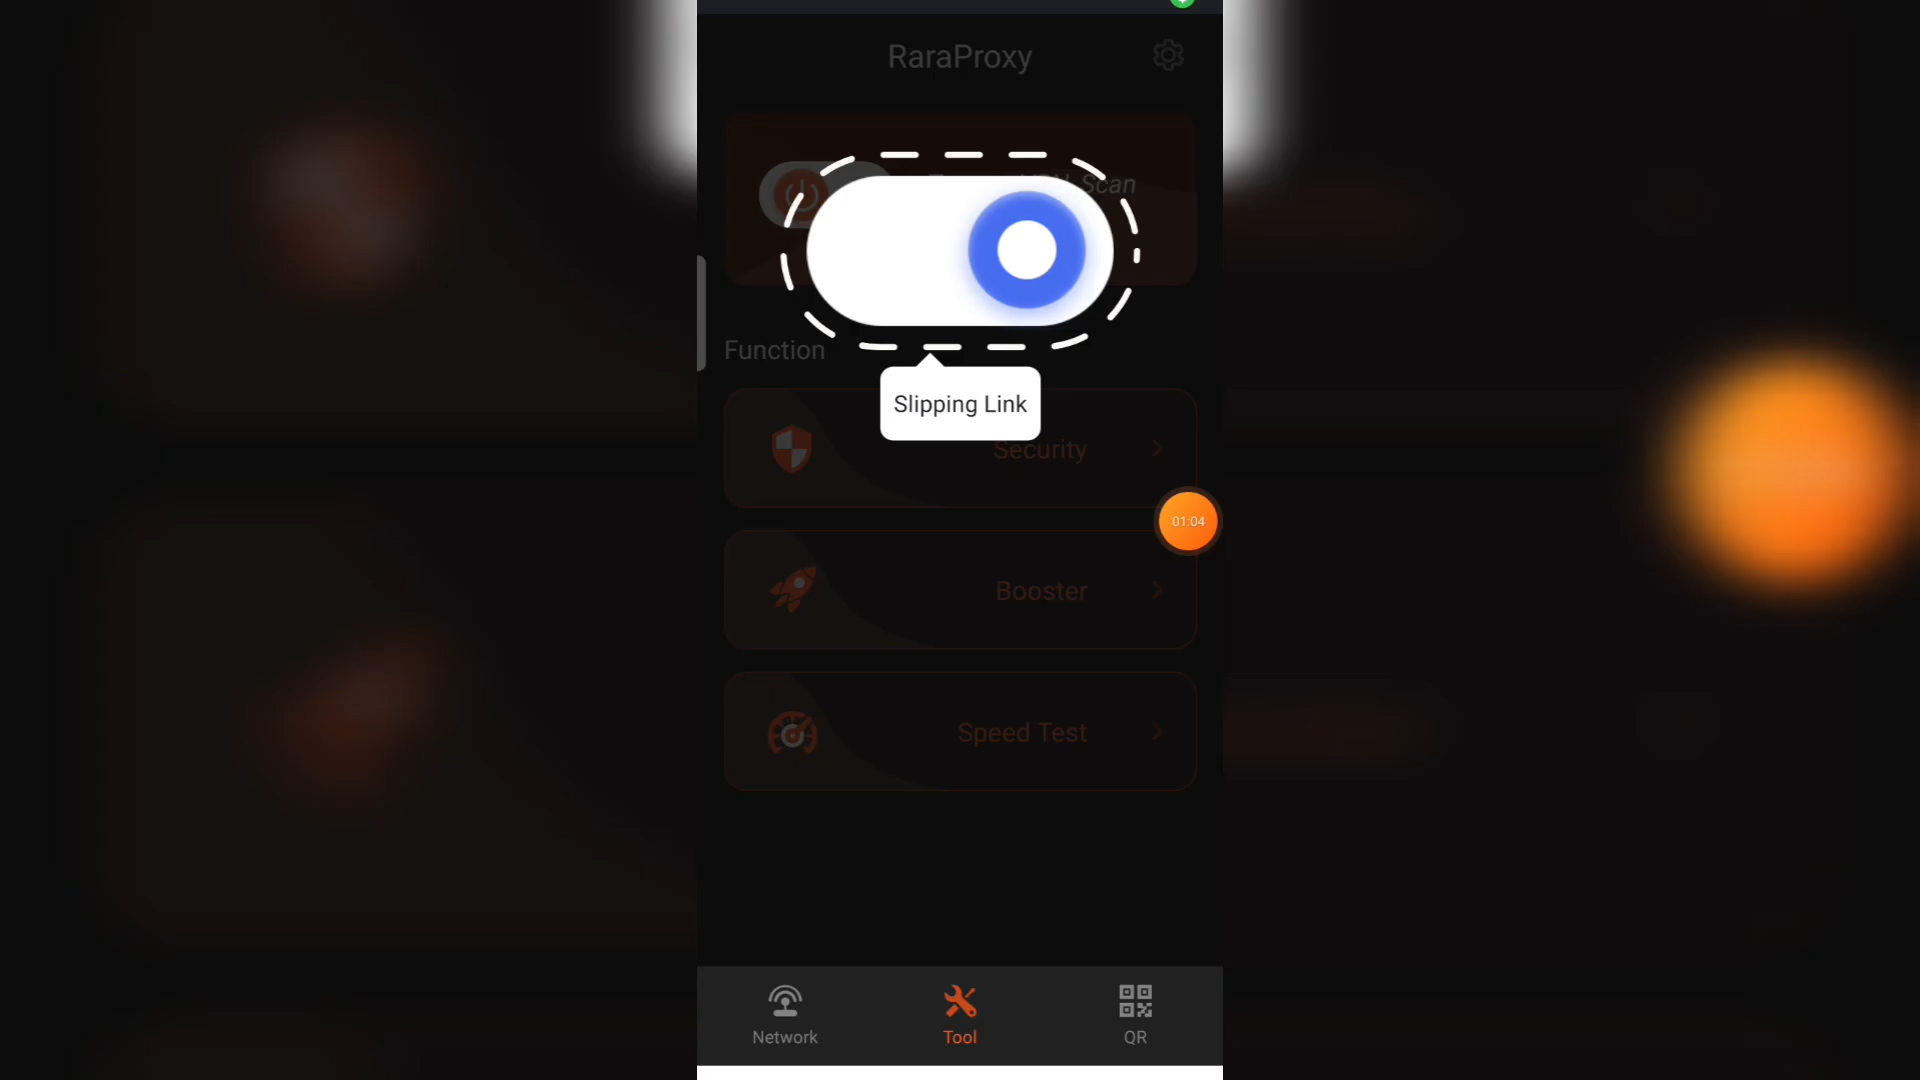 RaraProxy
Scan
Function
Slipping Link
Security
01:04
Booster
Speed Test
Network
Tool
QR